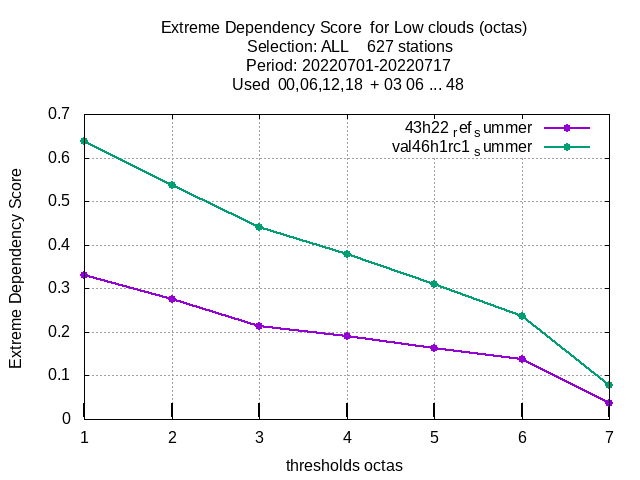 Extreme Dependency Score  for Low clouds (octas)
Selection: ALL    627 stations
Period: 20220701-20220717
Used  00,06,12,18  + 03 06 ... 48
43h22 ref summer
val46h1rc1 summer
Extreme Dependency Score
0.7
0.6
0.5
0.4
0.3
0.2
0.1
0
1 2 3 4 5 6 7
thresholds octas